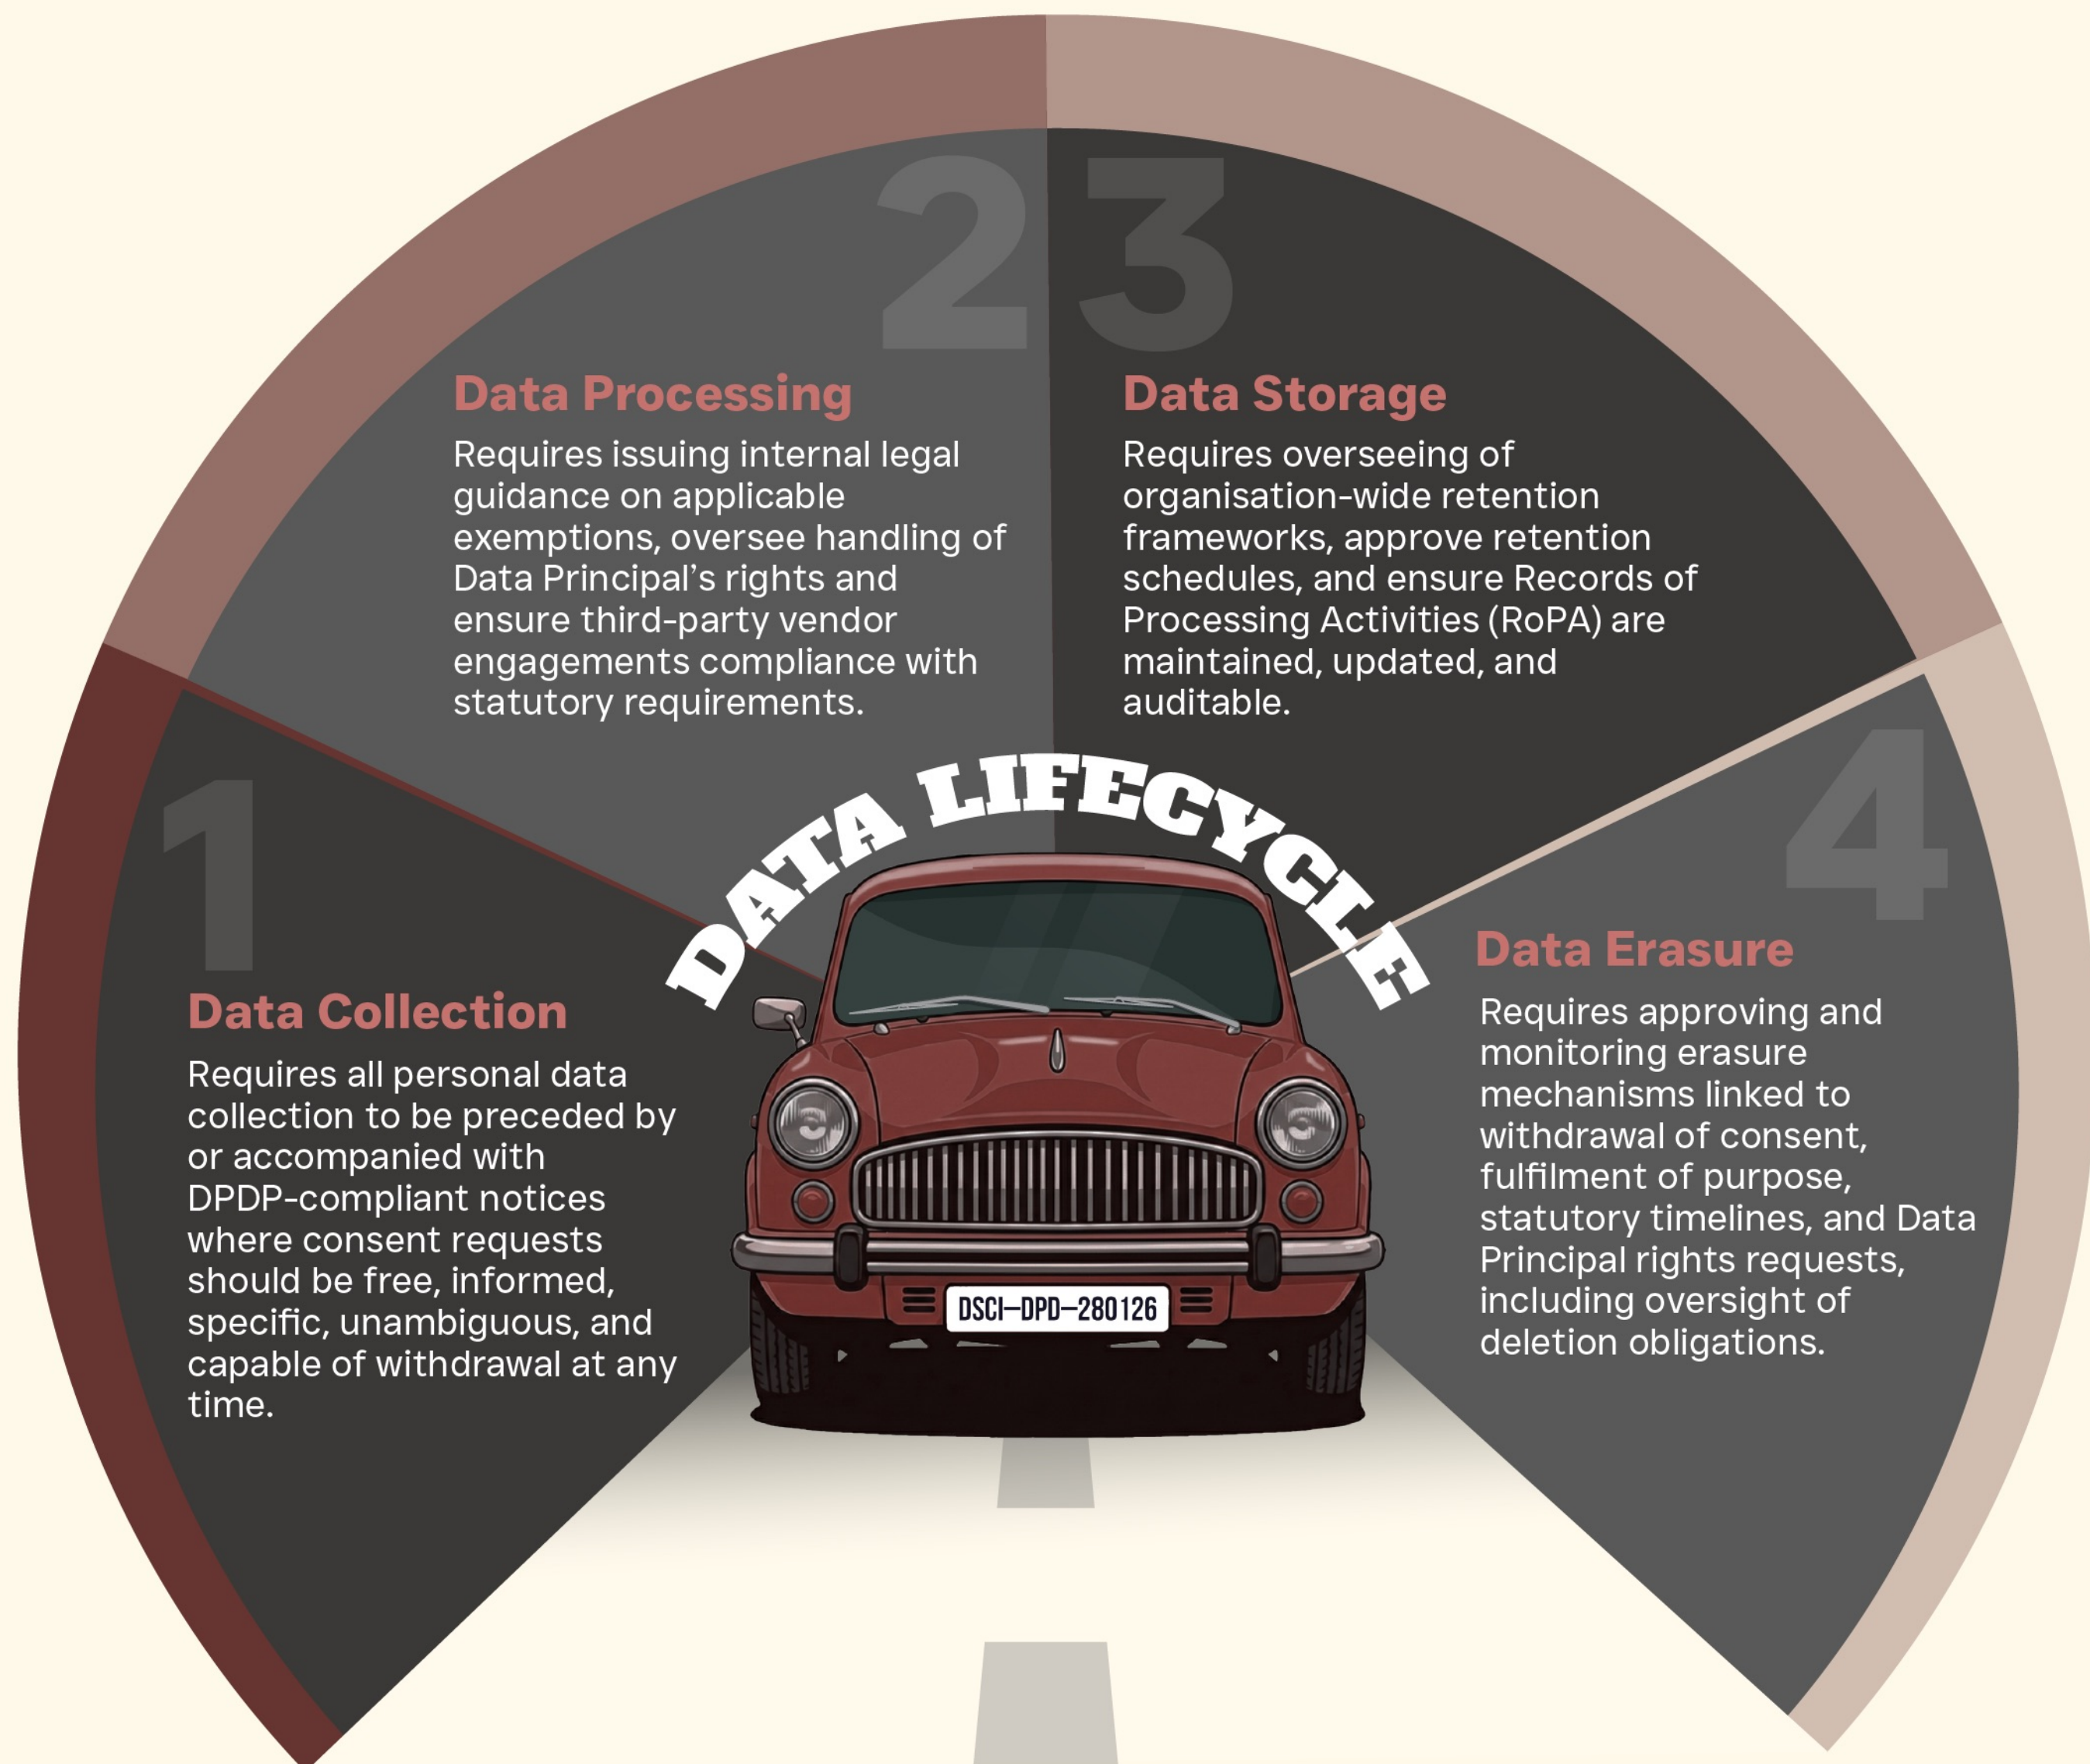 1
Data Collection
Requires all personal data
collection to be preceded by
or accompanied with
DPDP-compliant notices
where consent requests
should be free, informed,
specific, unambiguous, and
capable of withdrawal at any
time.
2
Data Processing
Requires issuing internal legal
guidance on applicable
exemptions, oversee handling of
Data Principal’s rights and
ensure third-party vendor
engagements compliance with
statutory requirements.
3
Data Storage
Requires overseeing of
organisation-wide retention
frameworks, approve retention
schedules, and ensure Records of
Processing Activities (RoPA) are
maintained, updated, and
auditable.
4
Data Erasure
Requires approving and
monitoring erasure
mechanisms linked to
withdrawal of consent,
fulfilment of purpose,
statutory timelines, and Data
Principal rights requests,
including oversight of
deletion obligations.
DATA LIFECYCLE
DSCI–DPD–280126